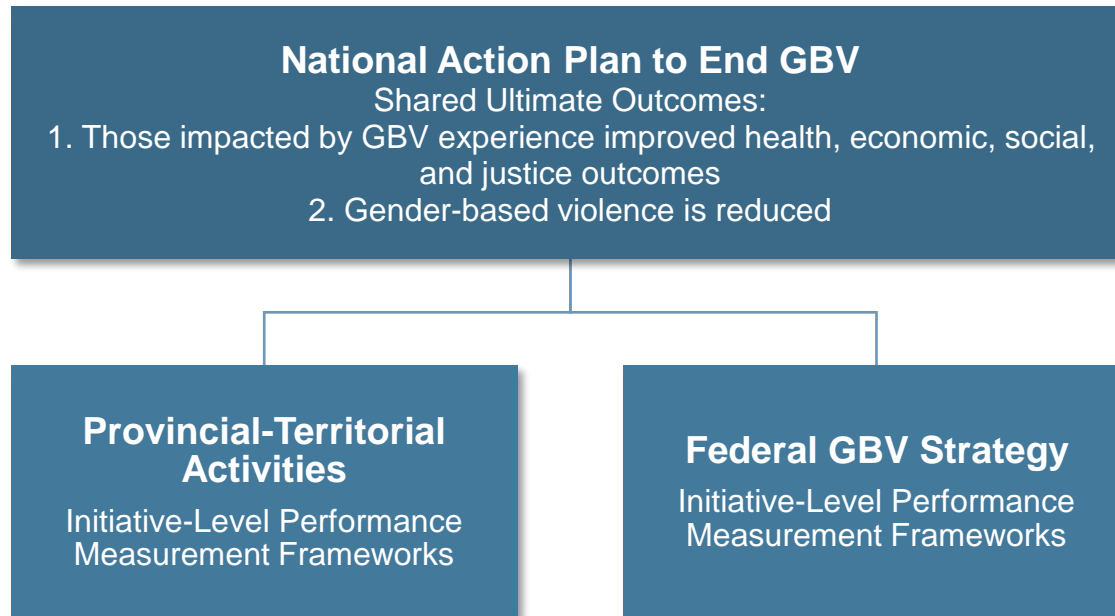 National Action Plan to End GBV
Shared Ultimate Outcomes:
1. Those impacted by GBV experience improved health, economic, social,
and justice outcomes
2. Gender-based violence is reduced
Provincial-Territorial
Activities
Initiative-Level Performance
Measurement Frameworks
Federal GBV Strategy
Initiative-Level Performance
Measurement Frameworks